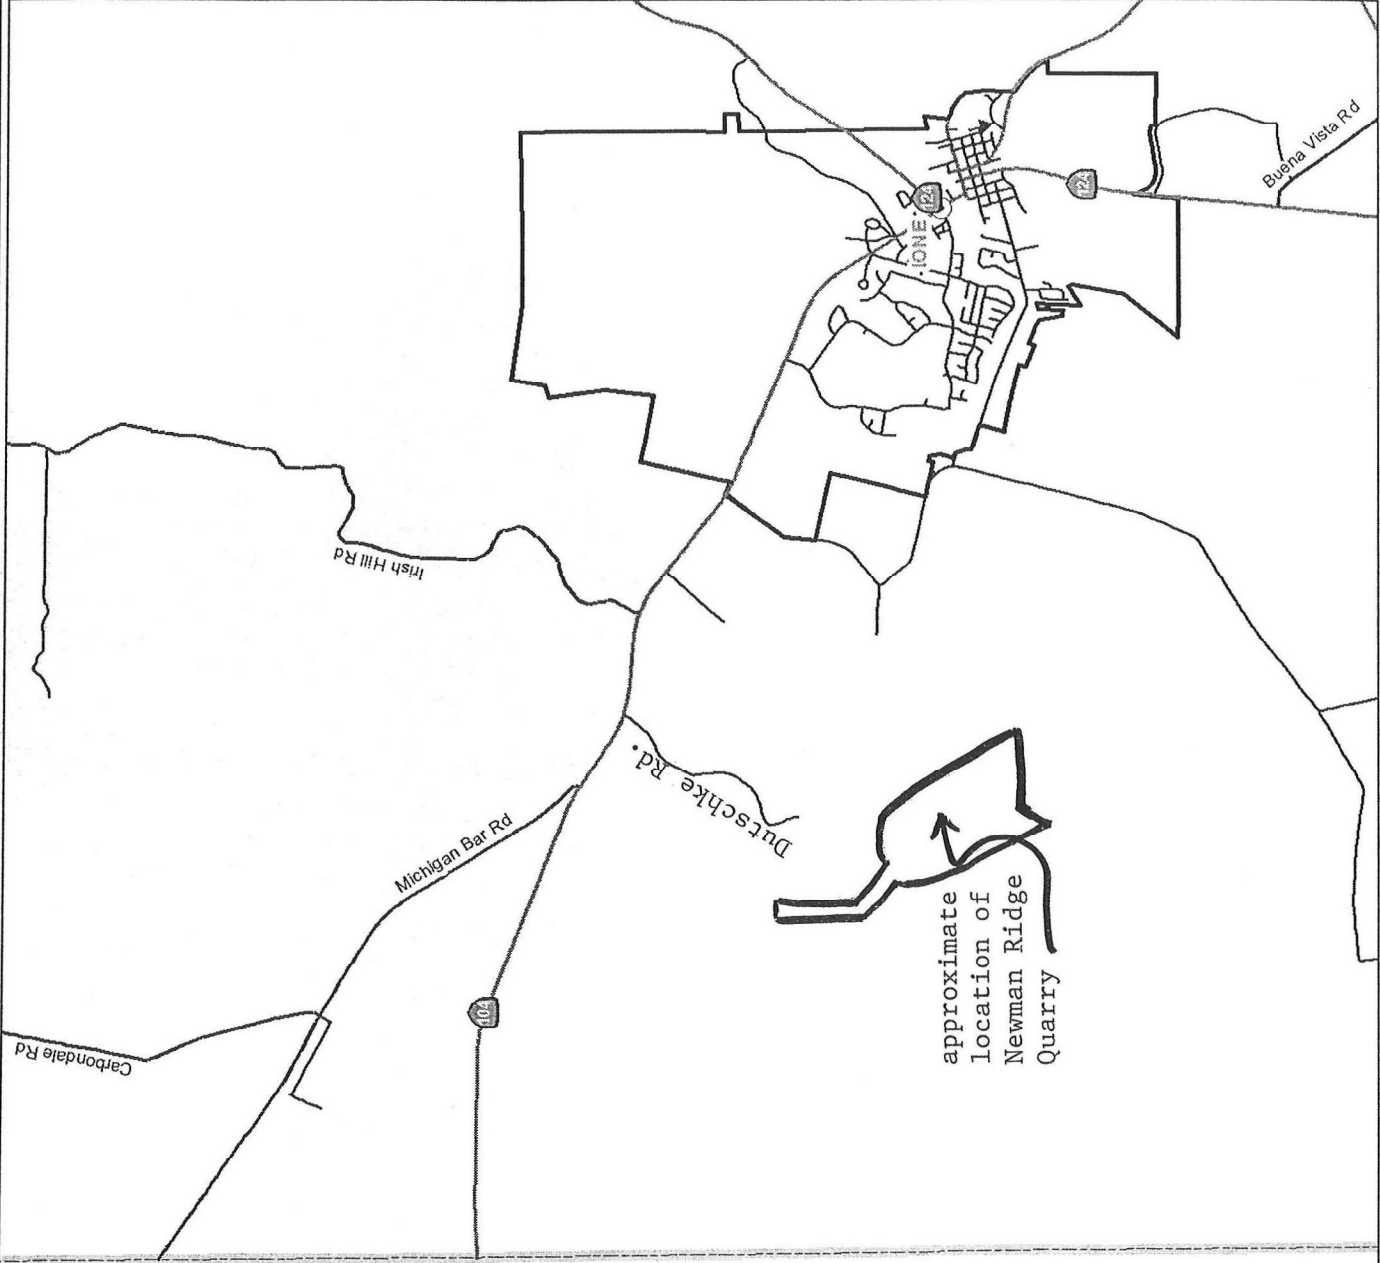 Buena Vista Rd
124
124
IONE
Irish Hill Rd
Dutschke Rd.
Michigan Bar Rd
104
Carbondale Rd
approximate
location of
Newman Ridge
Quarry